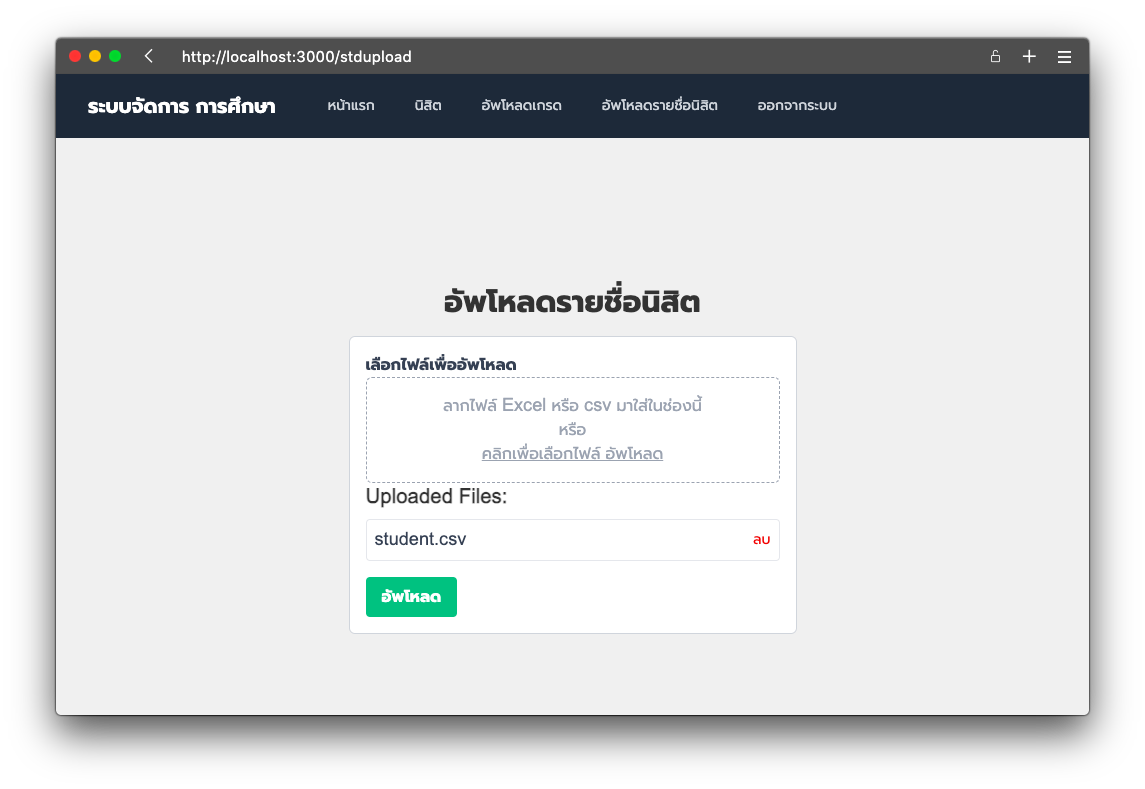 http://localhost:3000/stdupload
ระบบจัดการ การศึกษา หน้าแรก นิสิต อัพโหลดเกรด อัพโหลดรายชื่อนิสิต ออกจากระบบ
อัพโหลดรายชื่อนิสิต
เลือกไฟล์เพื่ออัพโหลด
ลากไฟล์ Excel หรือ csv มาใส่ในช่องนี้
หรือ
คลิกเพื่อเลือกไฟล์ อัพโหลด
Uploaded Files:
student.csv ลบ
อัพโหลด